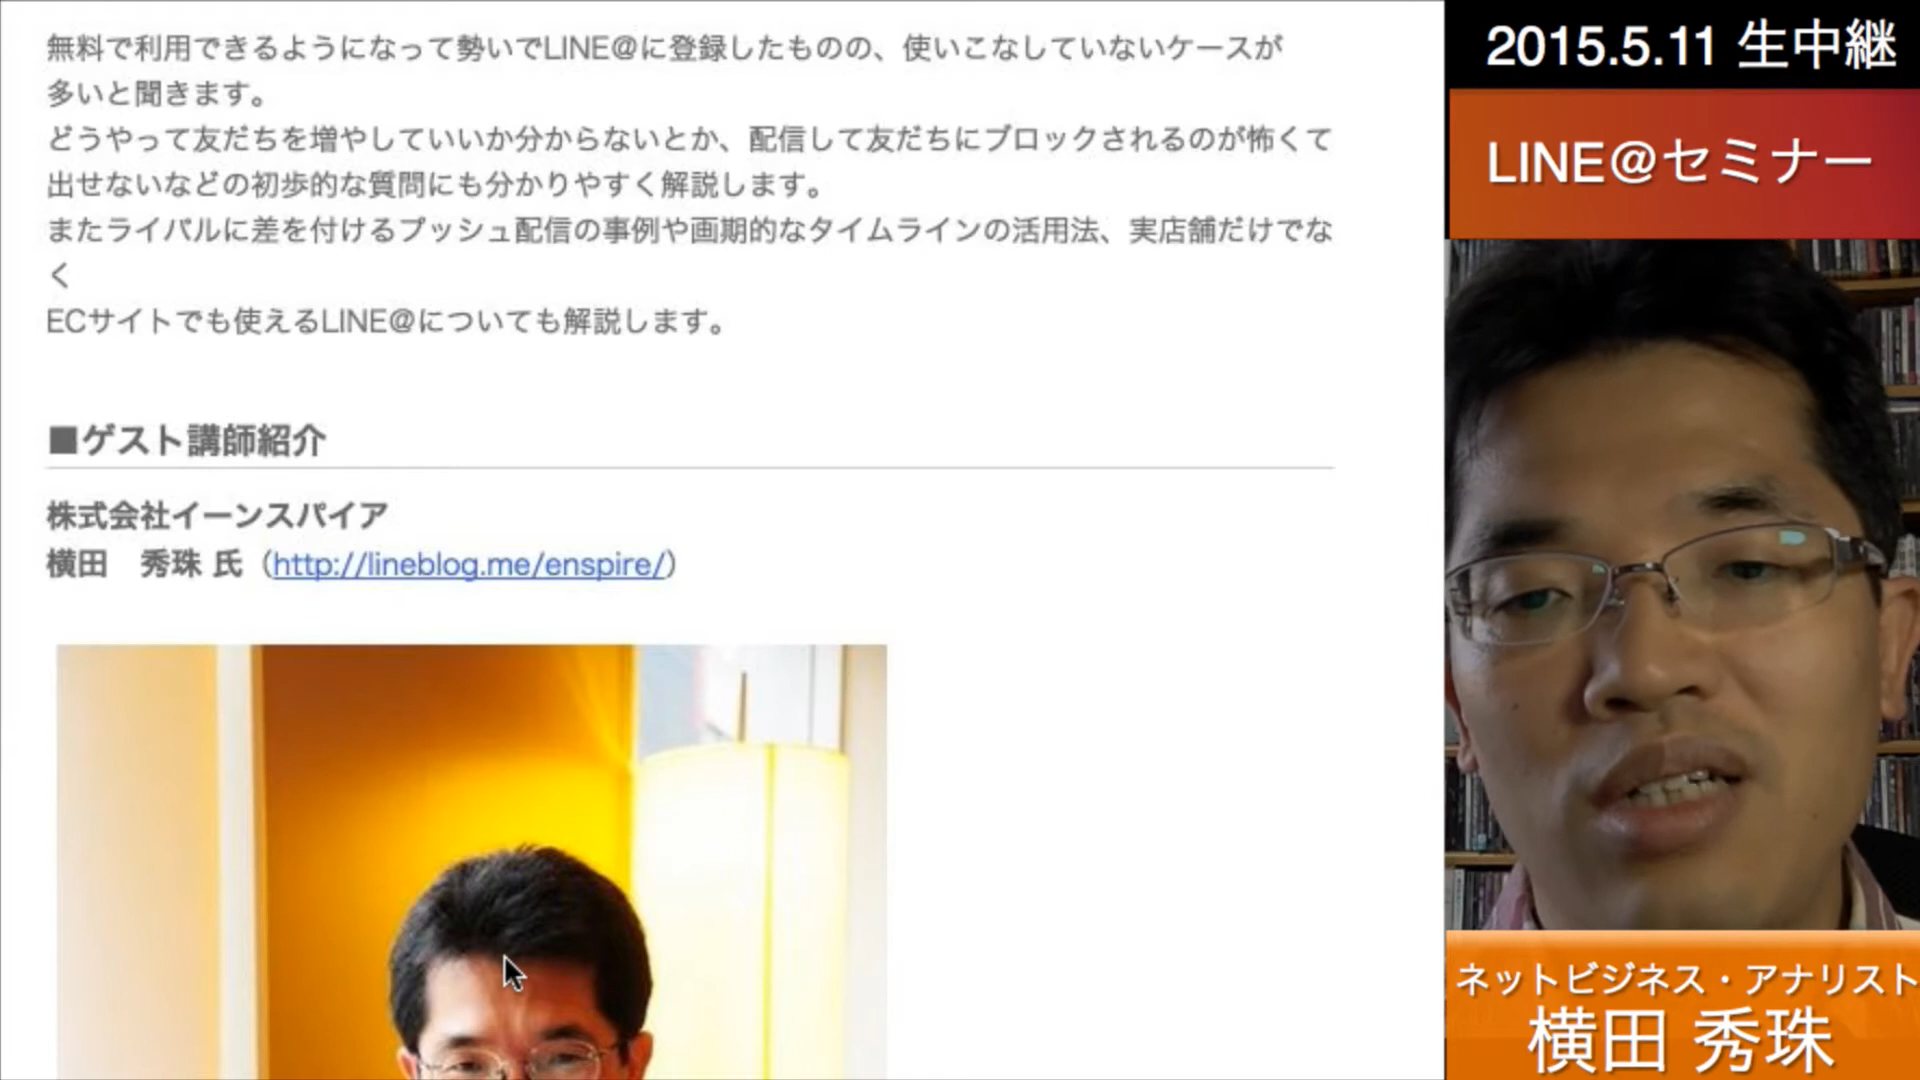 無料で利用できるようになって勢いでLINE@に登録したものの、使いこなしていないケースが
多いと聞きます。
どうやって友だちを増やしていいか分からないとか、配信して友だちにブロックされるのが怖くて
出せないなどの初歩的な質問にも分かりやすく解説します。
またライバルに差を付けるプッシュ配信の事例や画期的なタイムラインの活用法、実店舗だけでな
く
ECサイトでも使えるLINE@についても解説します。
■ゲスト講師紹介
株式会社イーンスパイア
横田　秀珠 氏（http://lineblog.me/enspire/）
2015.5.11 生中継
LINE@セミナー
ネットビジネス・アナリスト
横田 秀珠